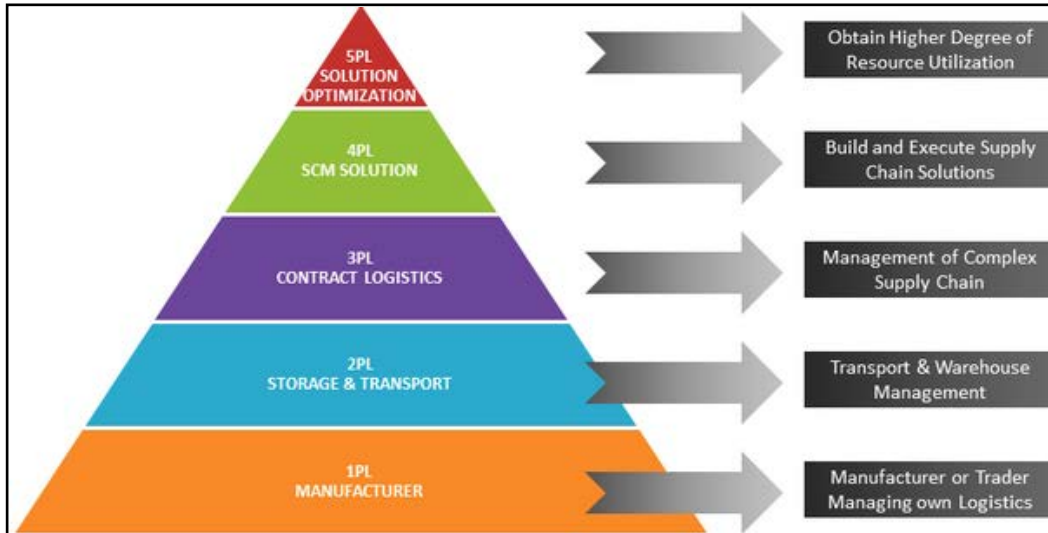 5PL
SOLUTION
OPTIMIZATION
Obtain Higher Degree of
Resource Utilization
4PL
SCM SOLUTION
Build and Execute Supply
Chain Solutions
3PL
CONTRACT LOGISTICS
Management of Complex
Supply Chain
2PL
STORAGE & TRANSPORT
Transport & Warehouse
Management
1PL
MANUFACTURER
Manufacturer or Trader
Managing own Logistics